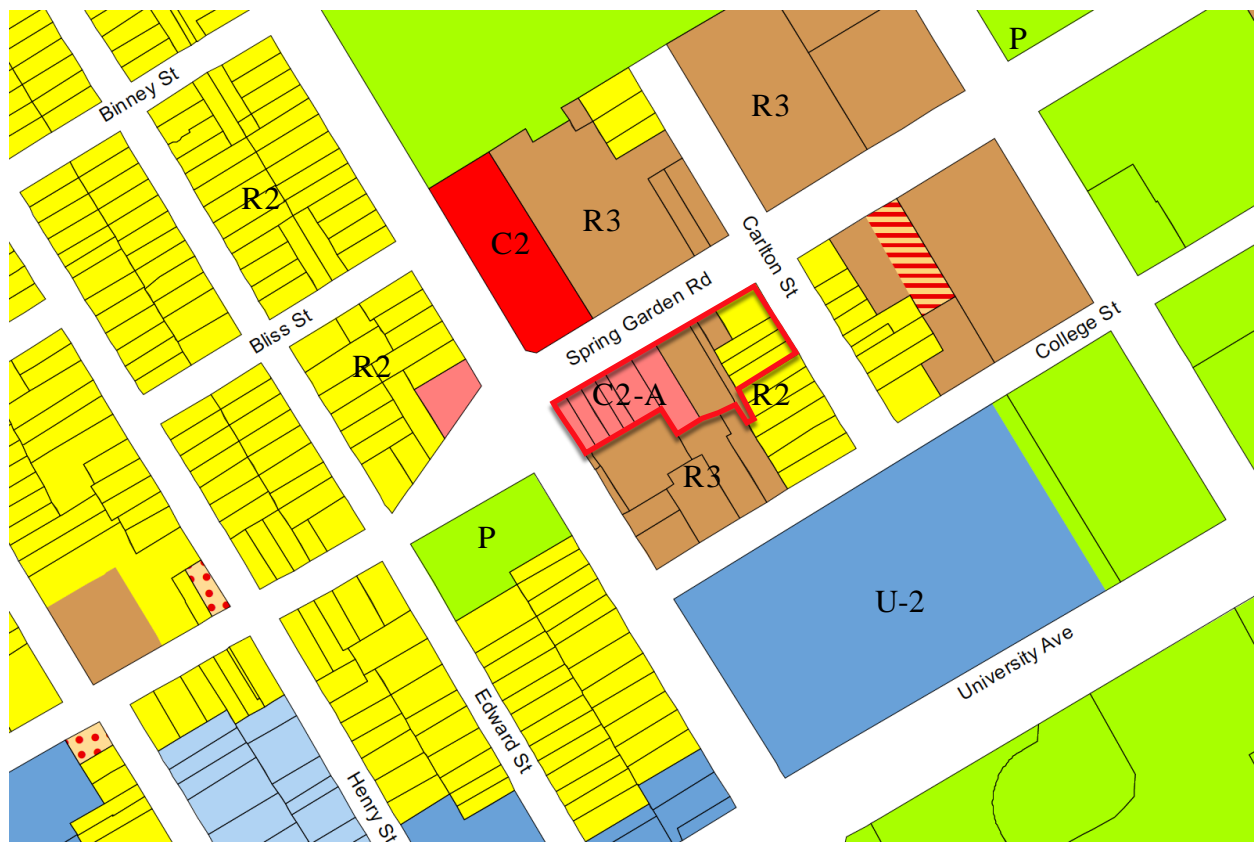 P
Binney St
R3
R2
R3
C2
Carlton St
Spring Garden Rd
Bliss St
College St
R2
C2-A
R2
R3
P
U-2
University Ave
Edward St
Henry St